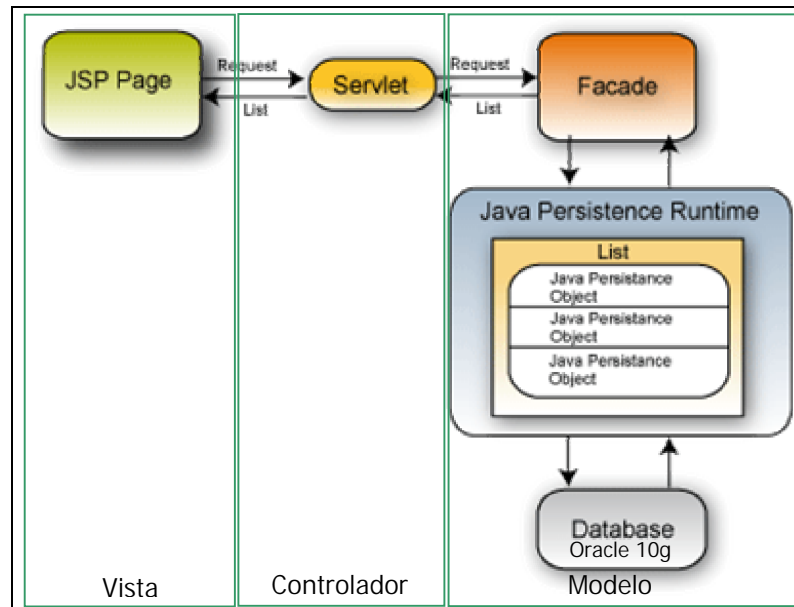 JSP Page
Request
List
Servlet
Request
List
Facade
Java Persistence Runtime
List
Java Persistance
Object
Java Persistance
Object
Java Persistance
Object
Database
Oracle 10g
Vista
Controlador
Modelo